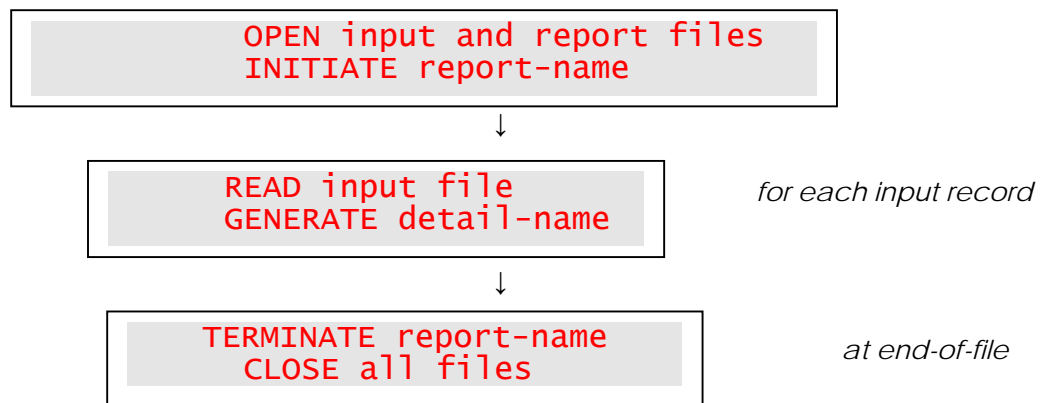 OPEN input and report files
INITIATE report-name
↓
READ input file
GENERATE detail-name
for each input record
↓
TERMINATE report-name
CLOSE all files
at end-of-file